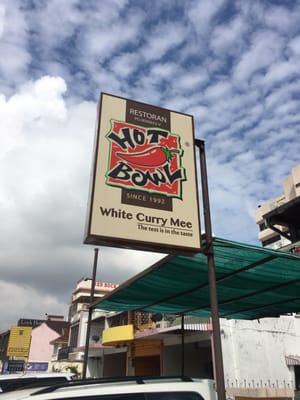 RESTORAN
HOT
BOWL
SINCE 1992
White Curry Mee
The test is in the taste